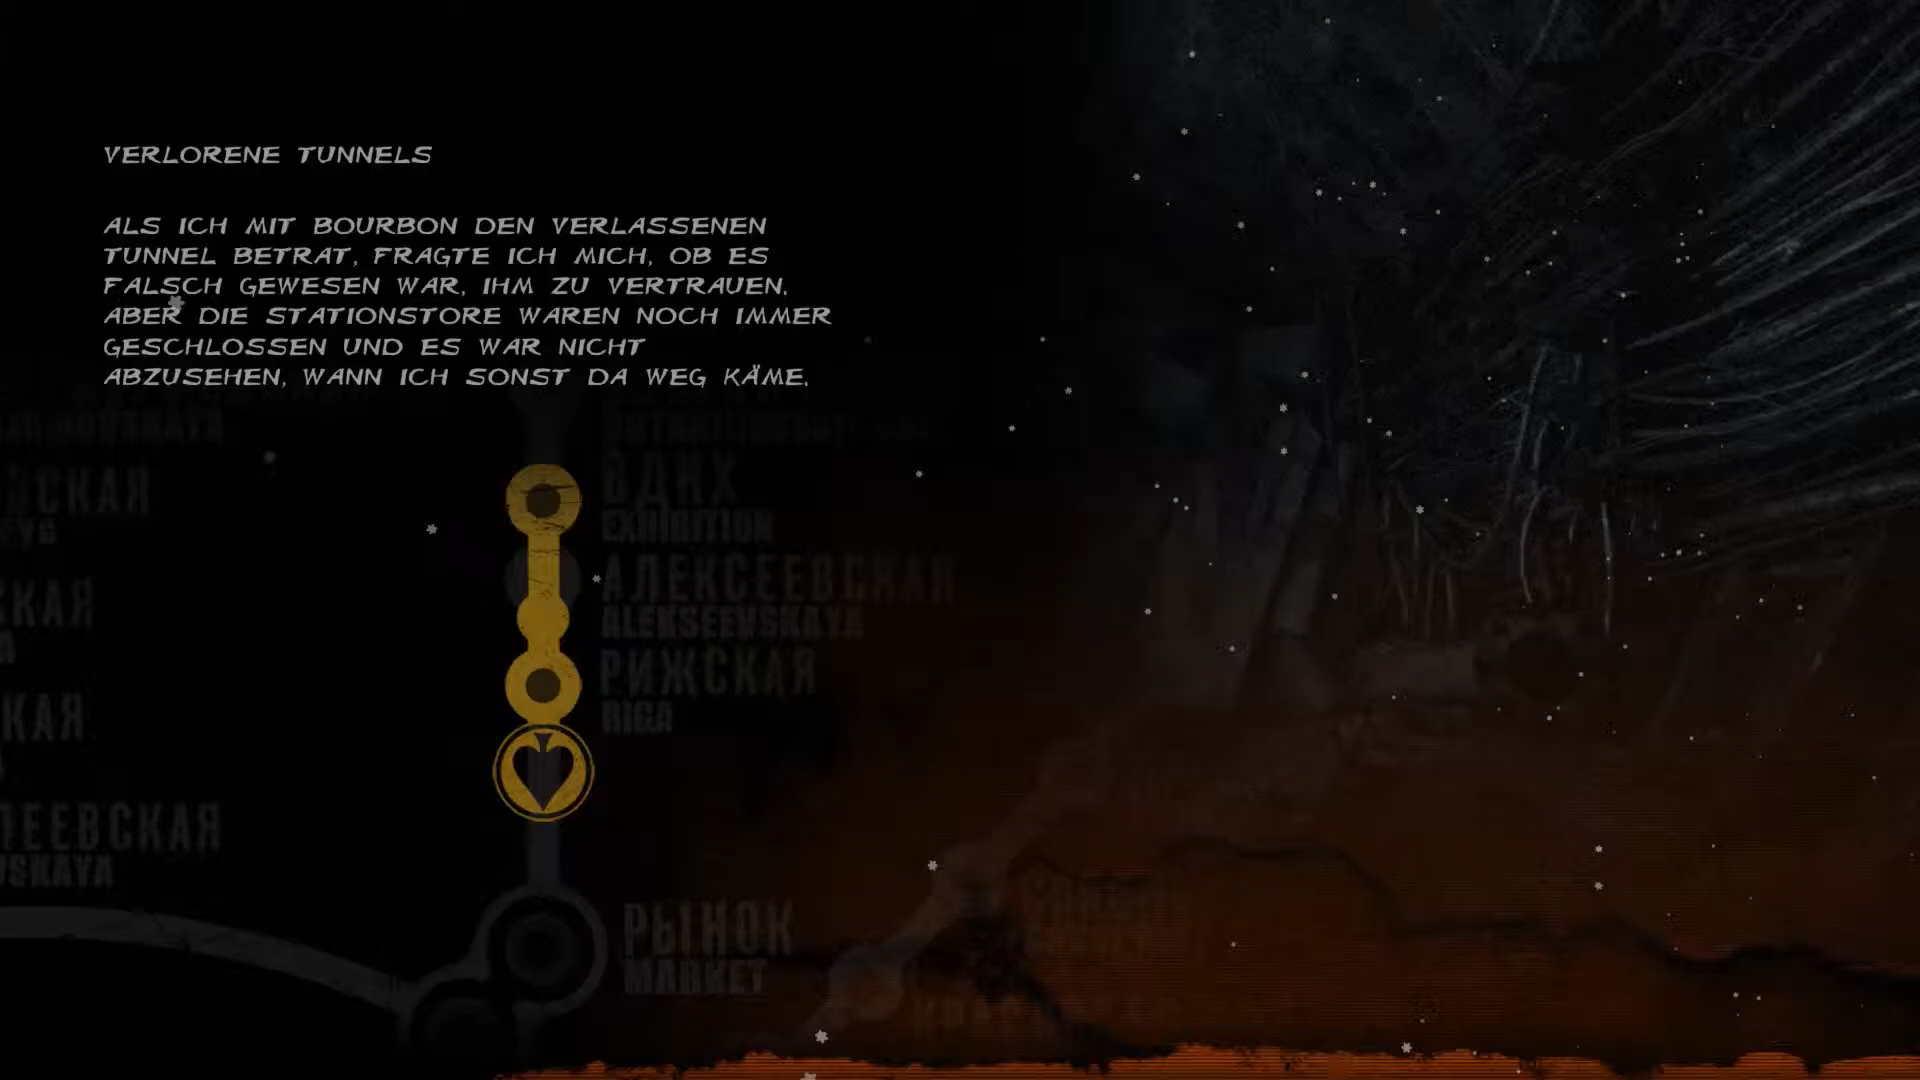 VERLORENE TUNNELS
ALS ICH MIT BOURBON DEN VERLASSENEN
TUNNEL BETRAT, FRAGTE ICH MICH, OB ES
FALSCH GEWESEN WAR, IHM ZU VERTRAUEN.
ABER DIE STATIONSTORE WAREN NOCH IMMER
GESCHLOSSEN UND ES WAR NICHT
ABZUSEHEN, WANN ICH SONST DA WEG KÄME.
ВДНХ
EXHIBITION
АЛЕКСЕЕВСКАЯ
ALEKSEEVSKAYA
РИЖСКАЯ
RIGA
РЫНОК
MARKET